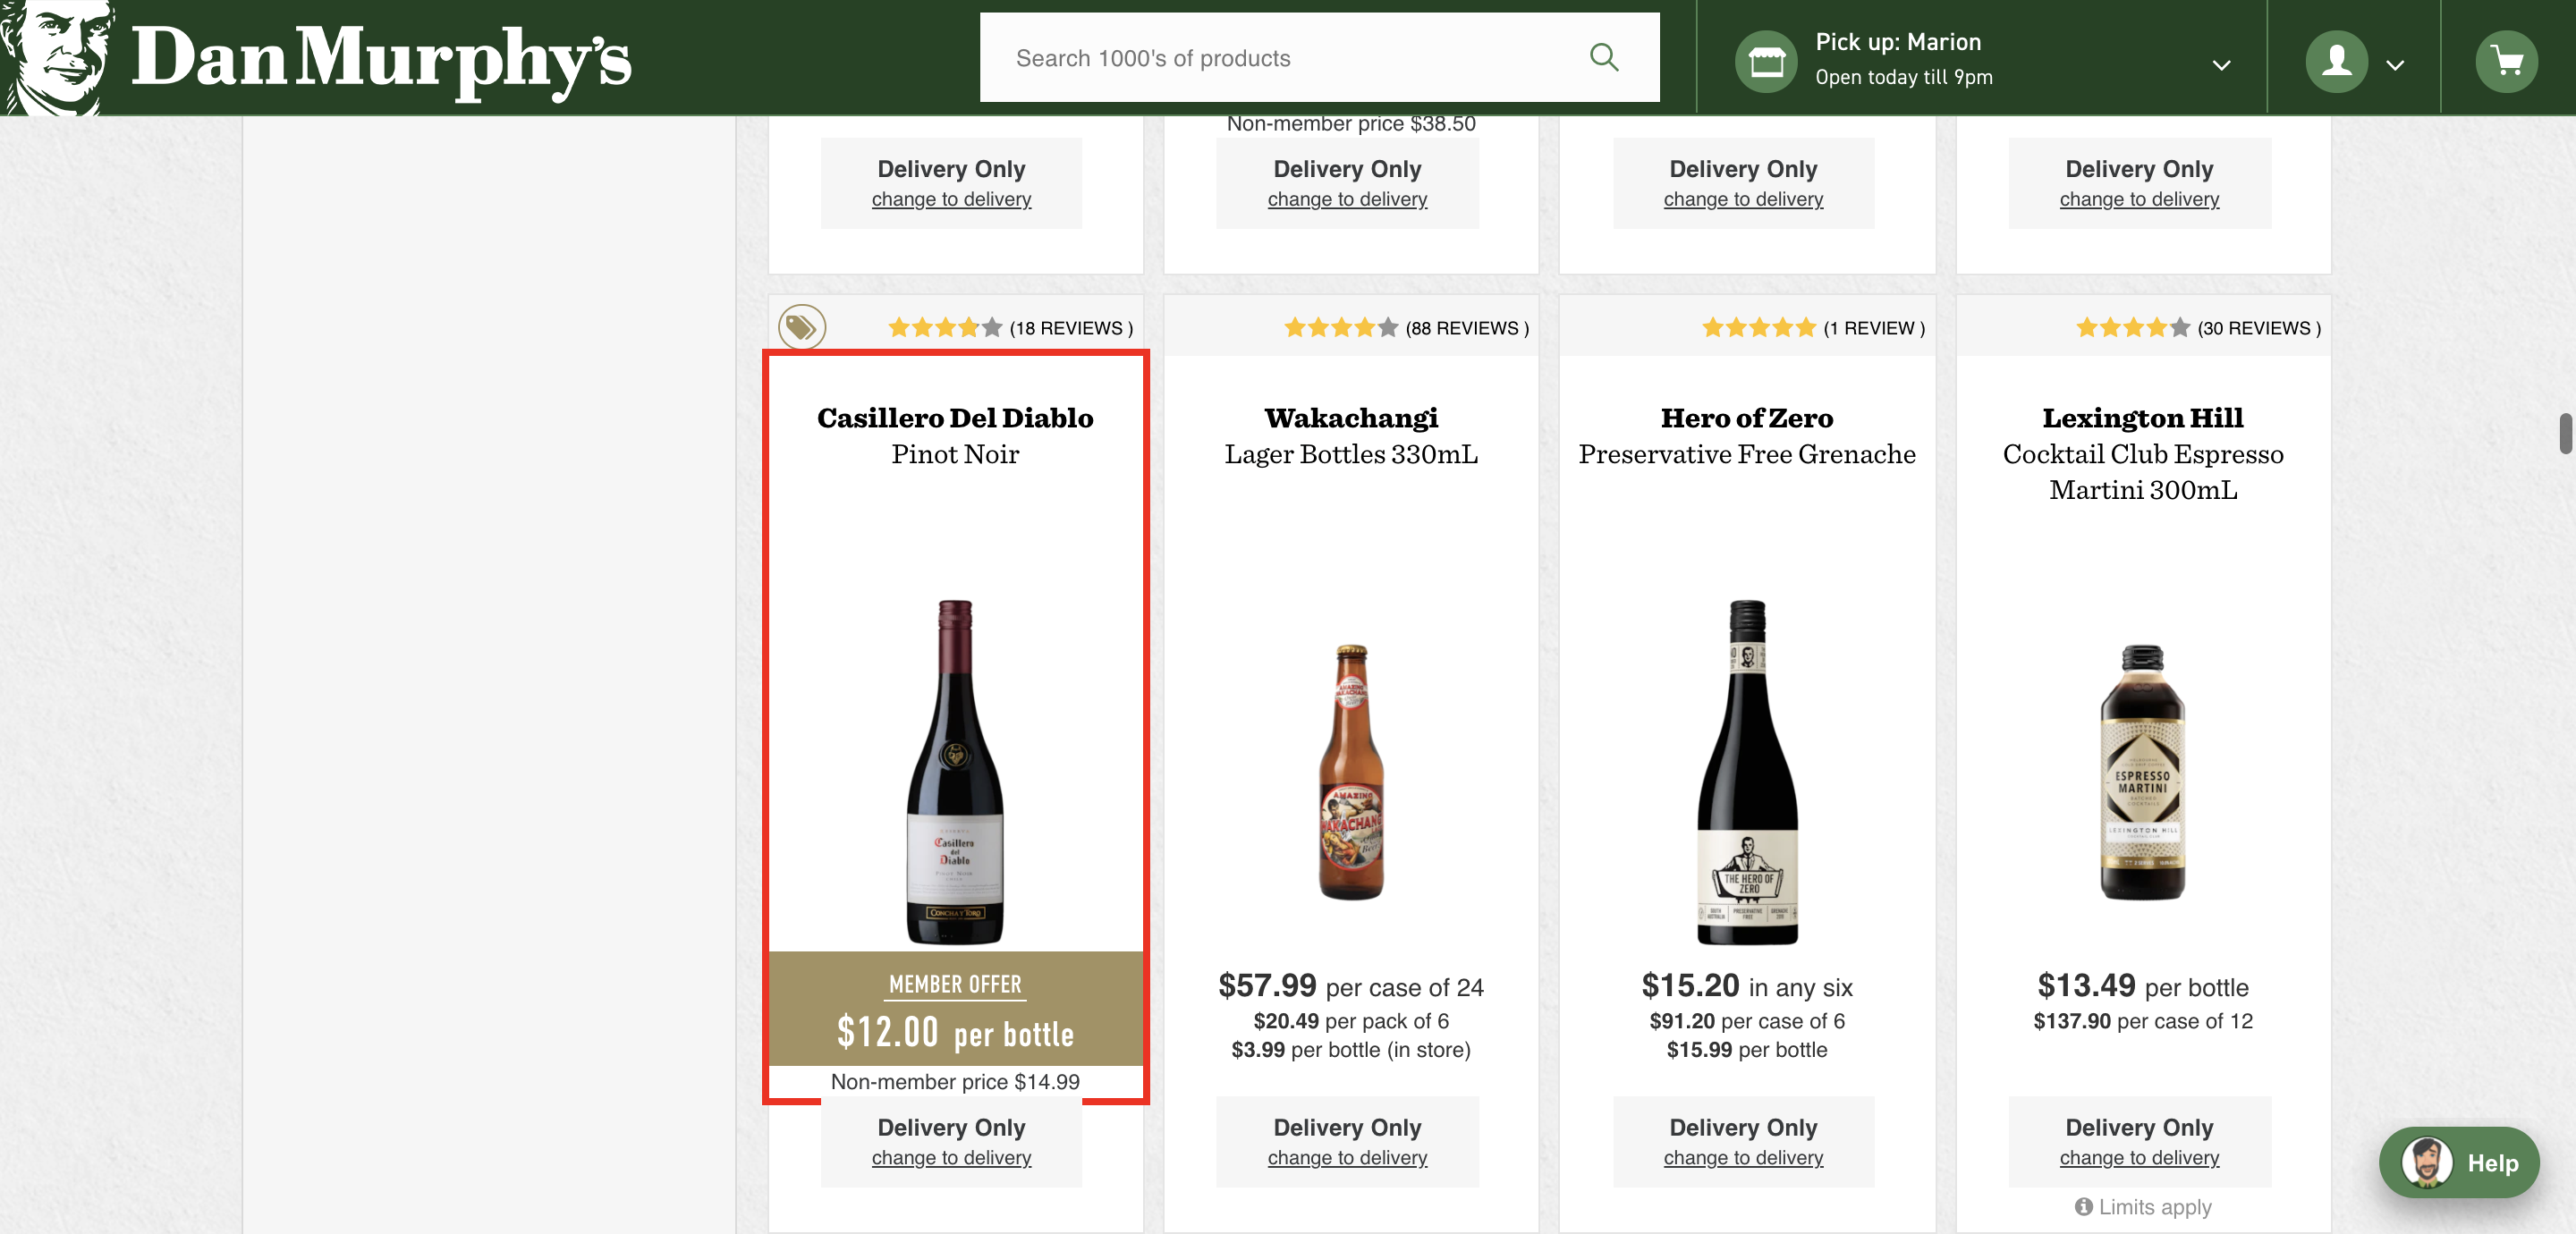 Dan Murphy's
Search 1000's of products
Pick up: Marion
Open today till 9pm
Non-member price $38.50
Delivery Only
change to delivery
Delivery Only
change to delivery
Delivery Only
change to delivery
Delivery Only
change to delivery
(18 REVIEWS )
Casillero Del Diablo
Pinot Noir
Casillero
del
Diablo
CONCHA Y TORO
MEMBER OFFER
$12.00 per bottle
Non-member price $14.99
Delivery Only
change to delivery
(88 REVIEWS )
Wakachangi
Lager Bottles 330mL
AMAZING
WAKACHANG
$57.99 per case of 24
$20.49 per pack of 6
$3.99 per bottle (in store)
Delivery Only
change to delivery
(1 REVIEW )
Hero of Zero
Preservative Free Grenache
THE HERO OF
ZERO
$15.20 in any six
$91.20 per case of 6
$15.99 per bottle
Delivery Only
change to delivery
(30 REVIEWS )
Lexington Hill
Cocktail Club Espresso
Martini 300mL
ESPRESSO
MARTINI
LEXINGTON HILL
$13.49 per bottle
$137.90 per case of 12
Delivery Only
change to delivery
Limits apply
Help